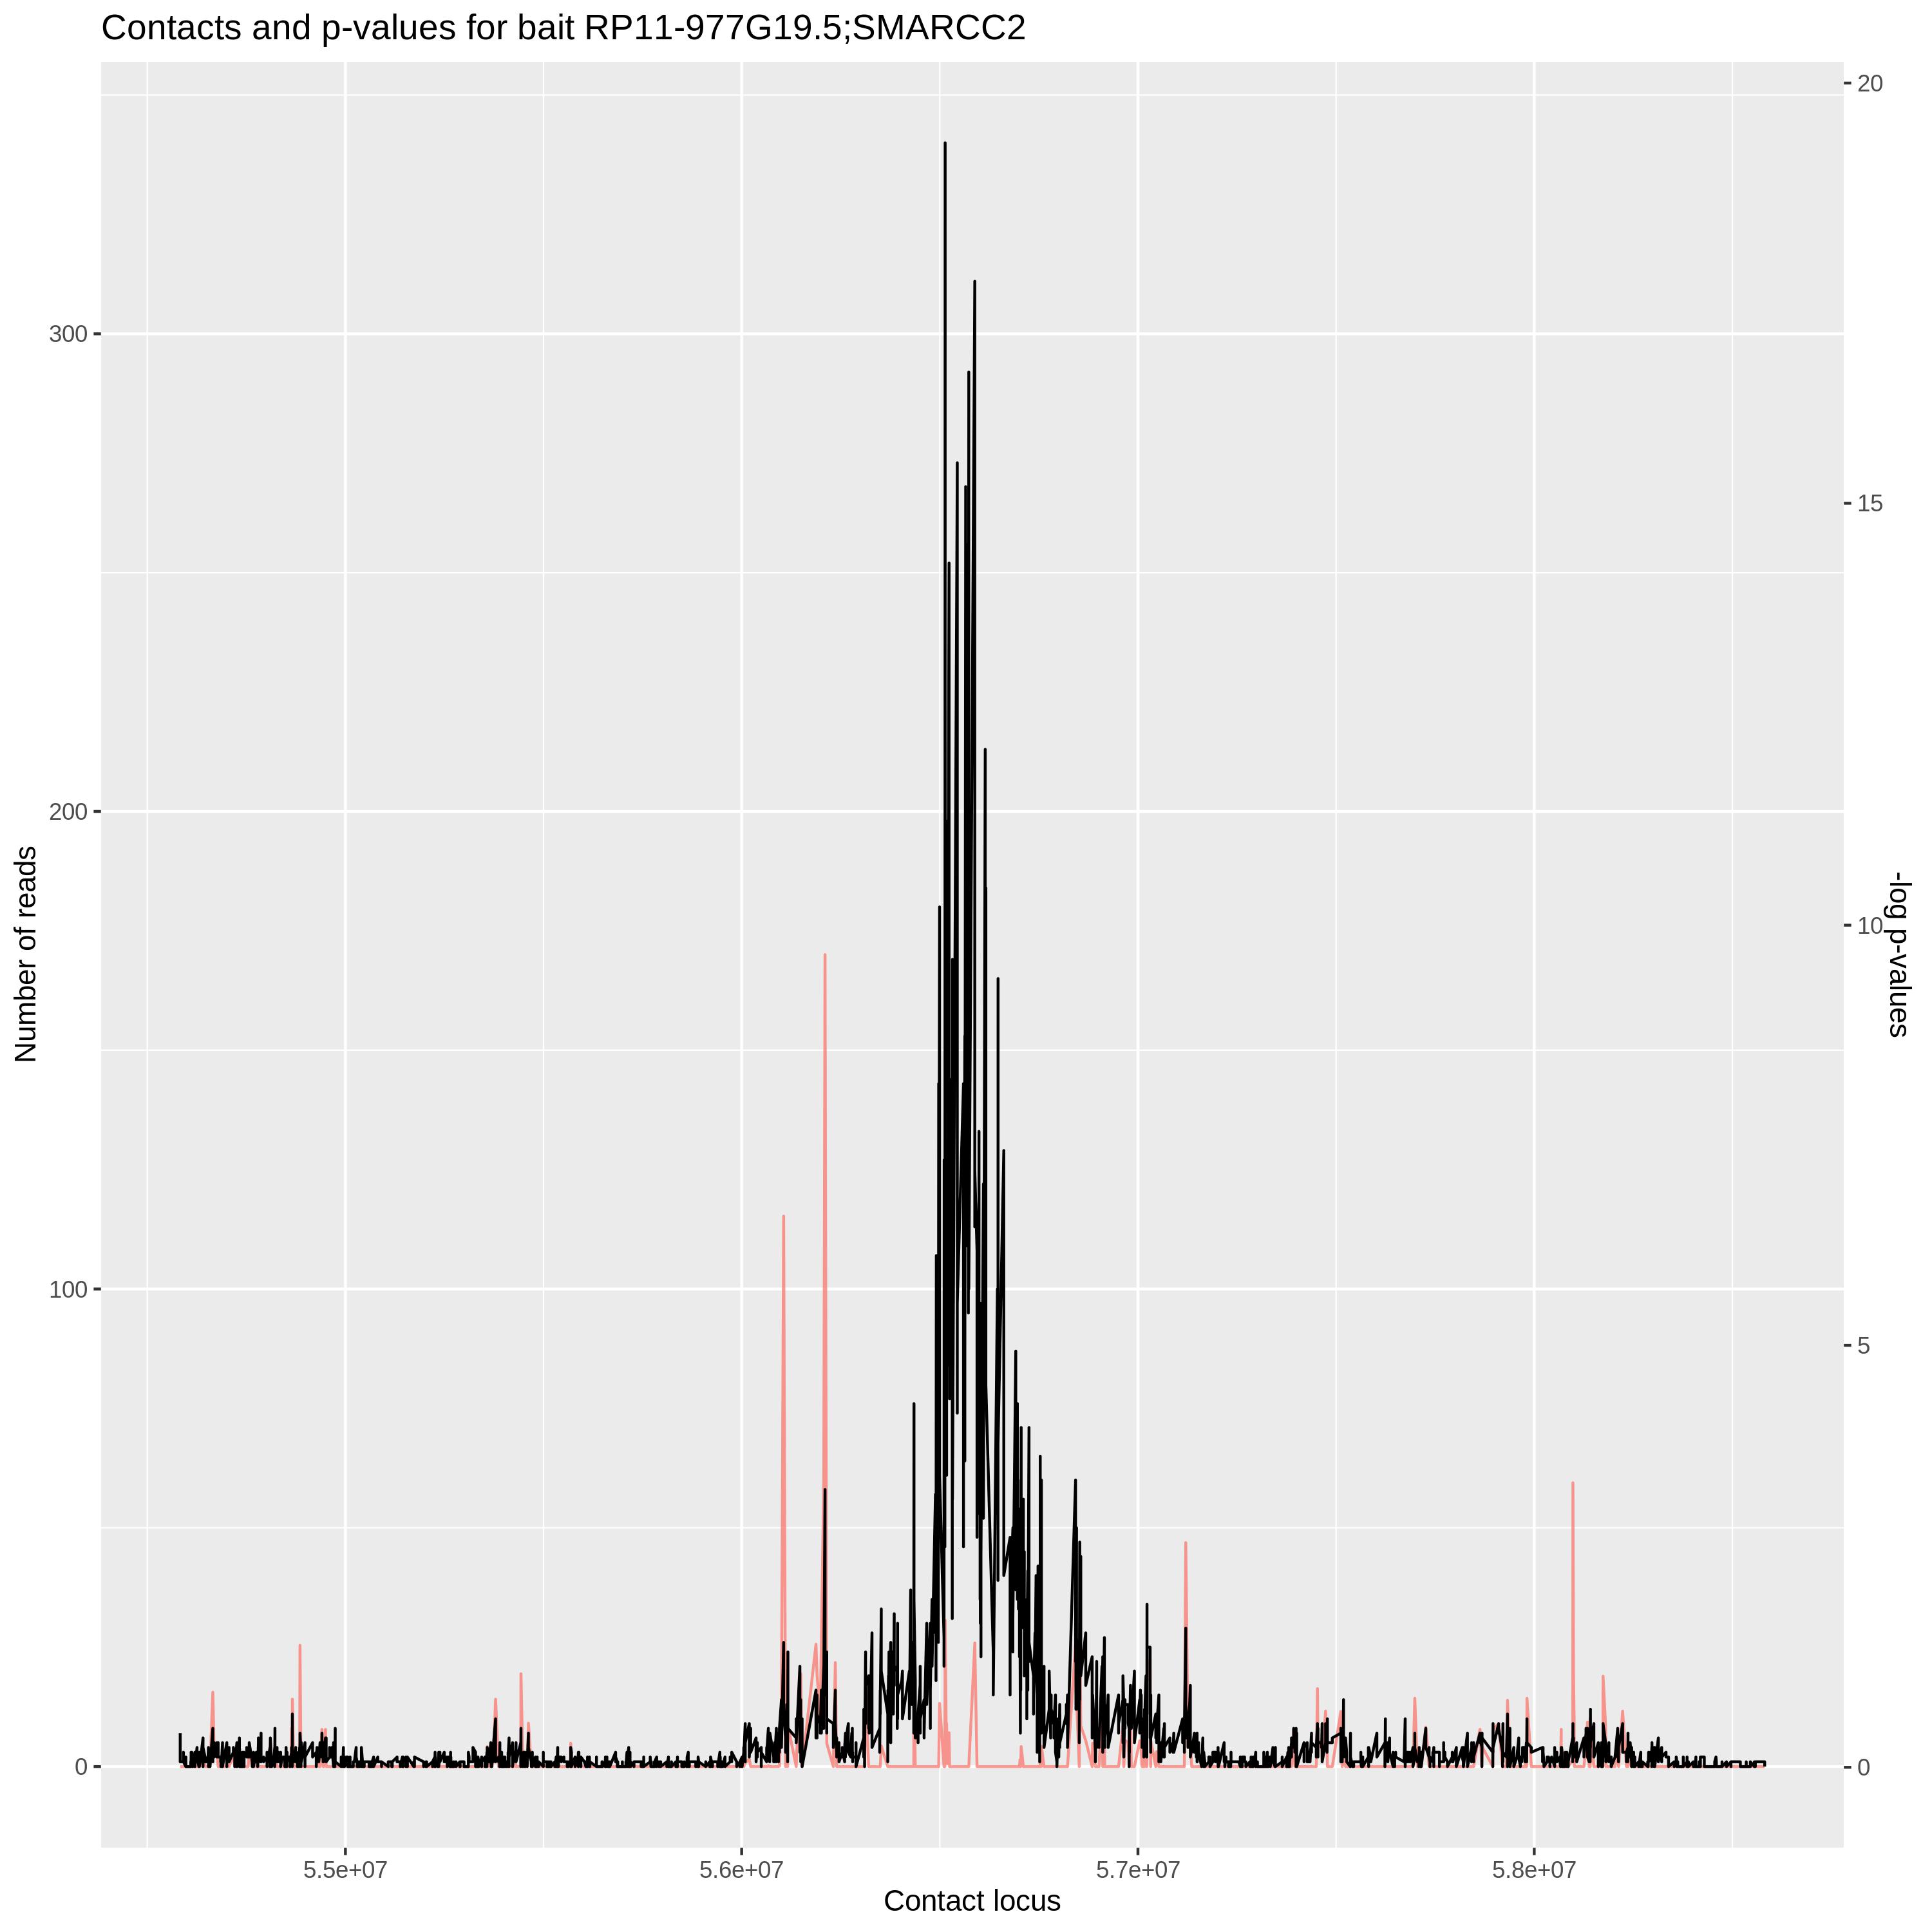 Contacts and p-values for bait RP11-977G19.5;SMARCC2
Number of reads
300
200
100
0
20
15
10
5
0
-log p-values
5.5e+07
5.6e+07
5.7e+07
5.8e+07
Contact locus